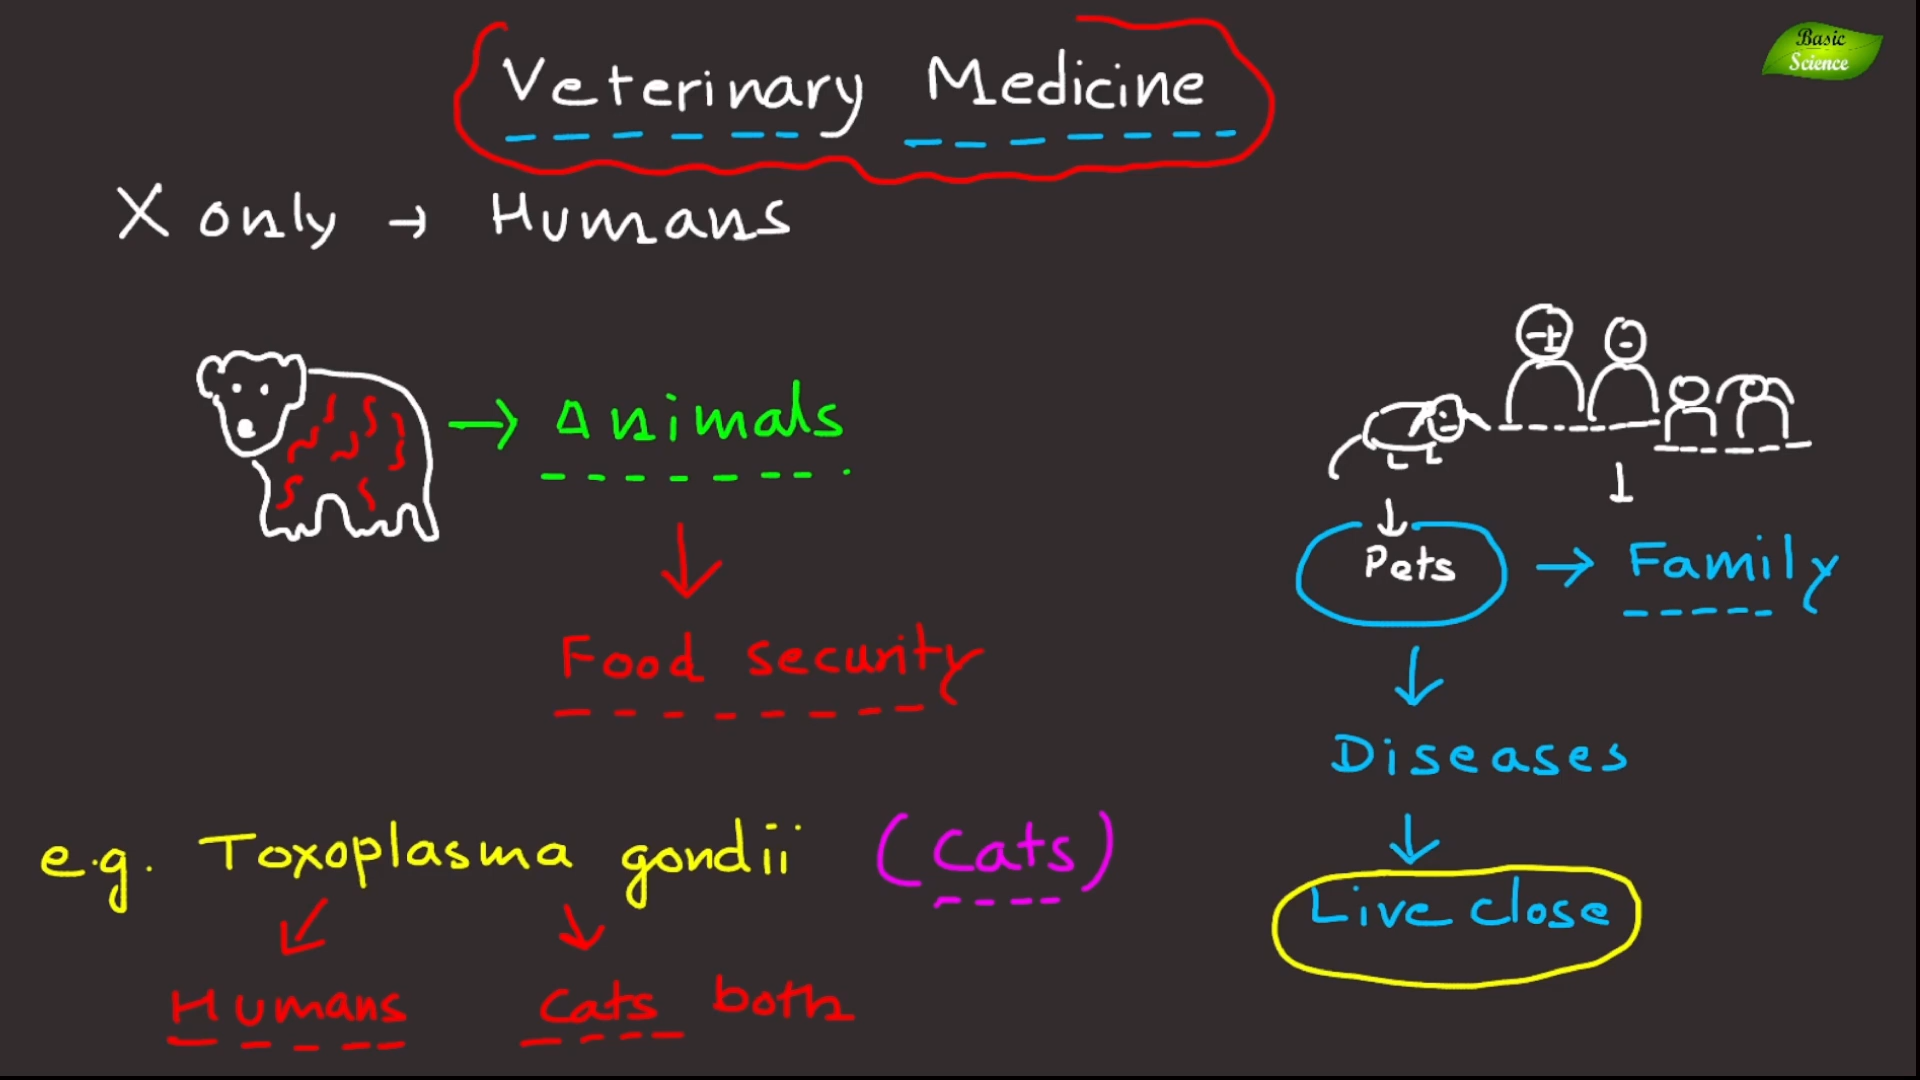 Basic
Science
Veterinary Medicine
X only → Humans
→ Animals
Food security
Pets → Family
Diseases
Live close
e.g. Toxoplasma gondii (Cats)
Humans Cats both